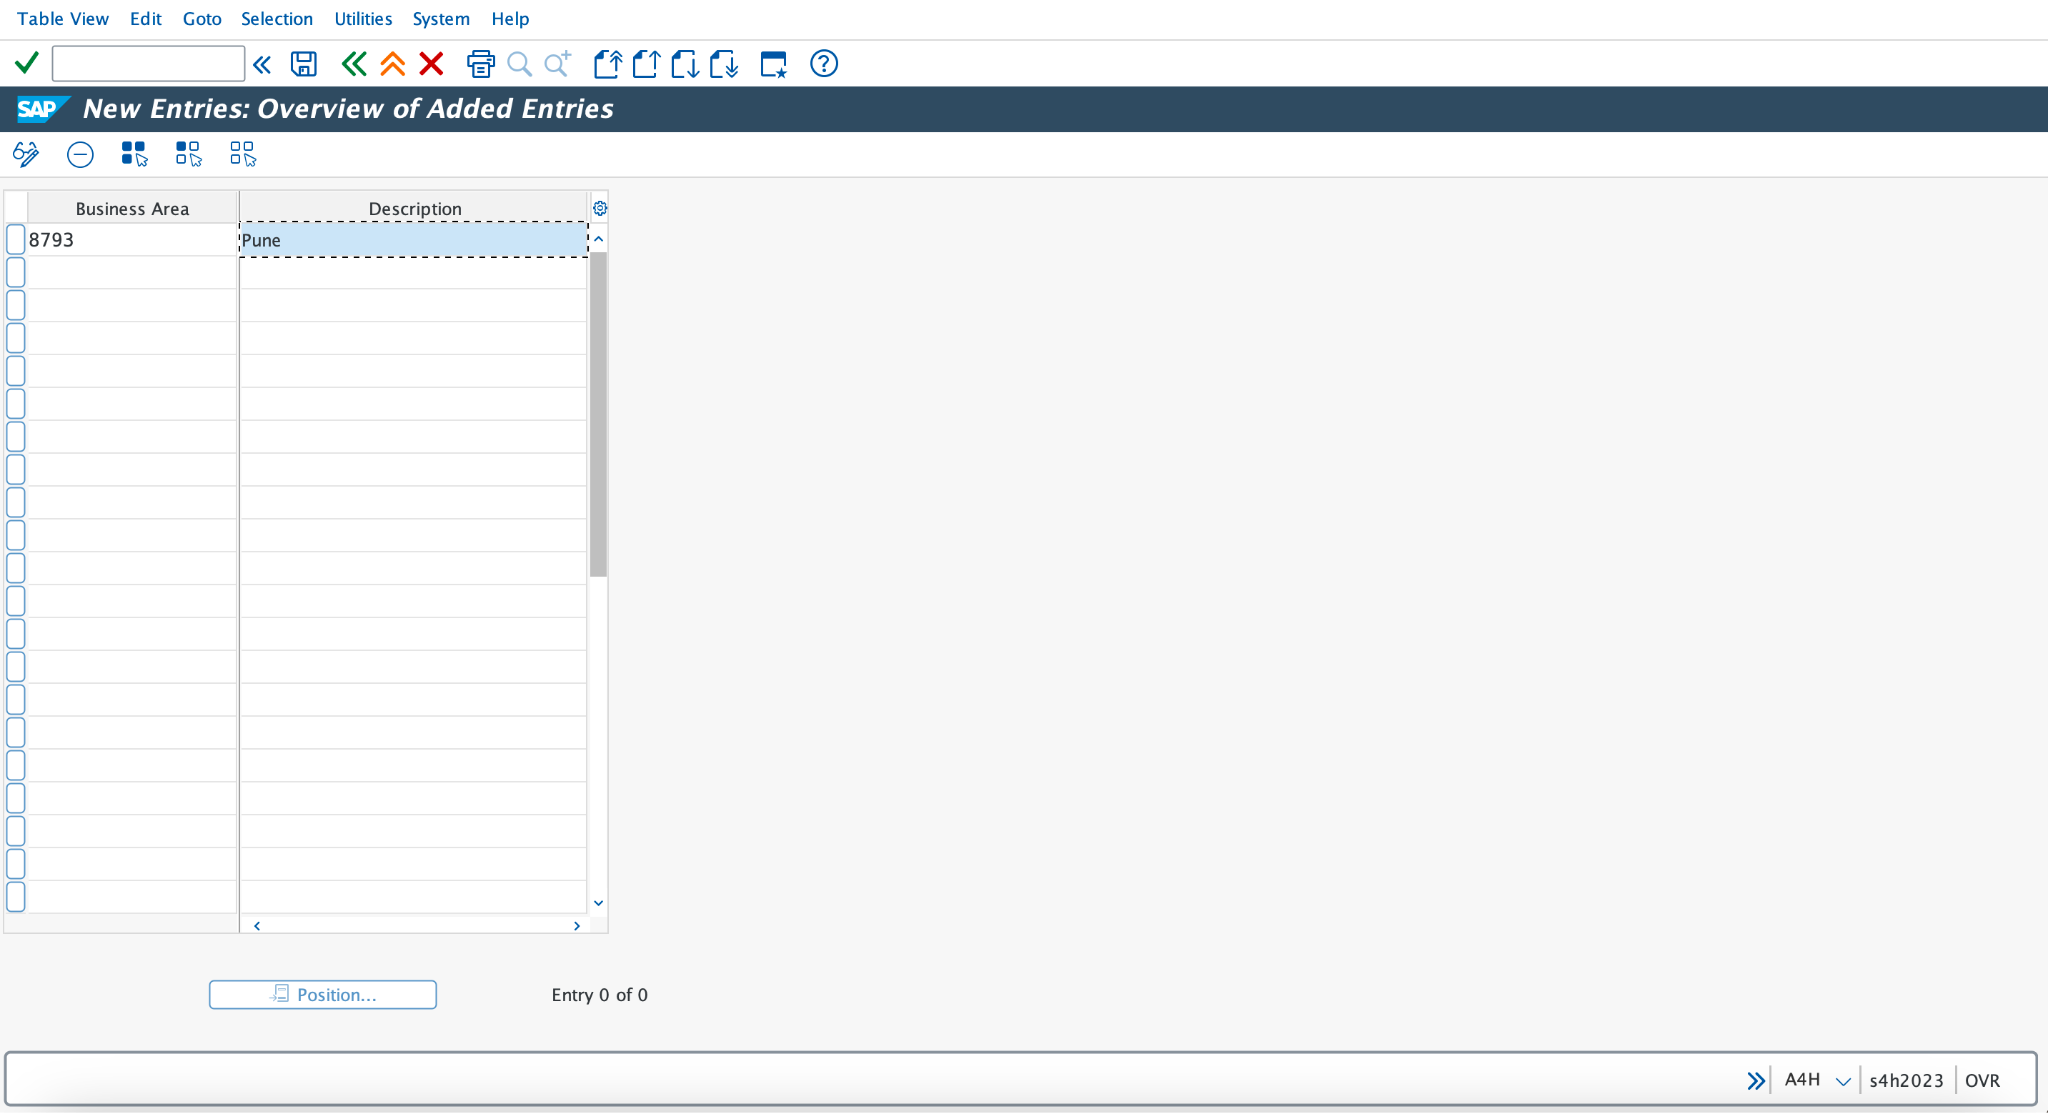 Table View Edit Goto Selection Utilities System Help
SAP New Entries: Overview of Added Entries
Business Area Description
8793 Pune
Position...
Entry 0 of 0
A4H s4h2023 OVR